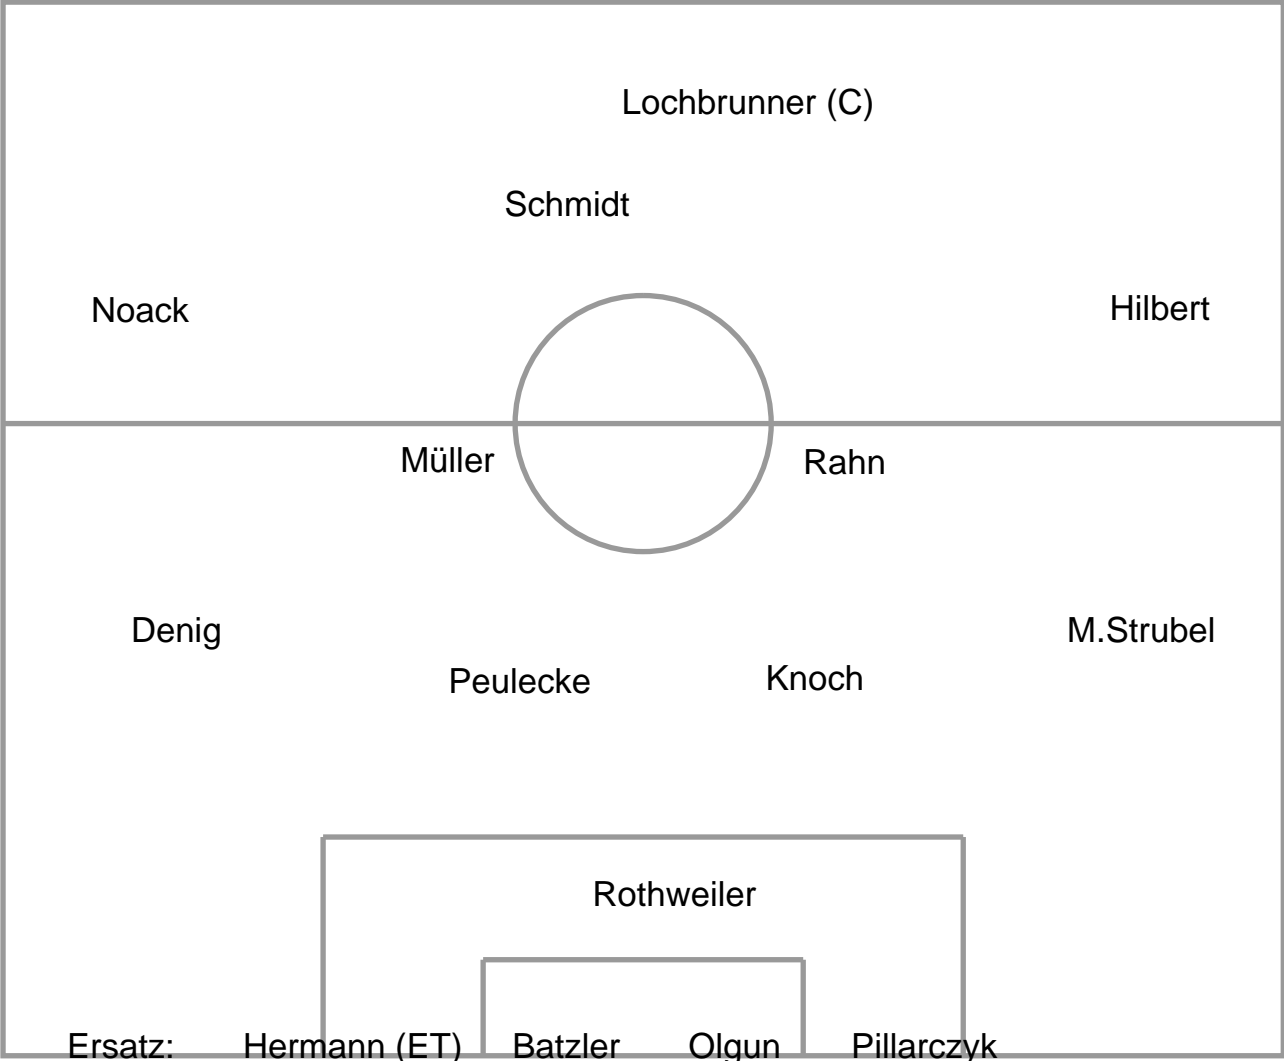 Lochbrunner (C)
Schmidt
Noack Hilbert
Müller Rahn
Denig M.Strubel
Peulecke Knoch
Rothweiler
Ersatz: Hermann (ET) Batzler Olgun Pillarczyk